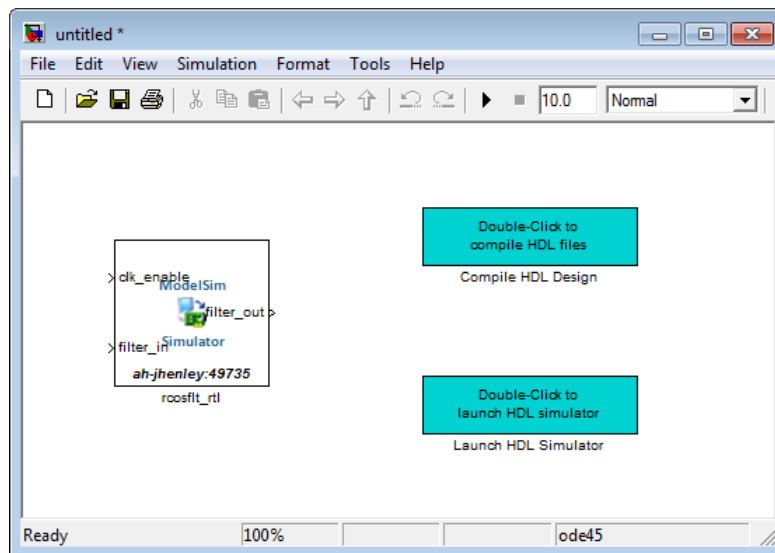 untitled *
File Edit View Simulation Format Tools Help
10.0 Normal
Double-Click to
compile HDL files
Compile HDL Design
clk_enable
ModelSim
filter_out
filter_in
Simulator
ah-jhenley:49735
rcosflt_rtl
Double-Click to
launch HDL simulator
Launch HDL Simulator
Ready 100% ode45